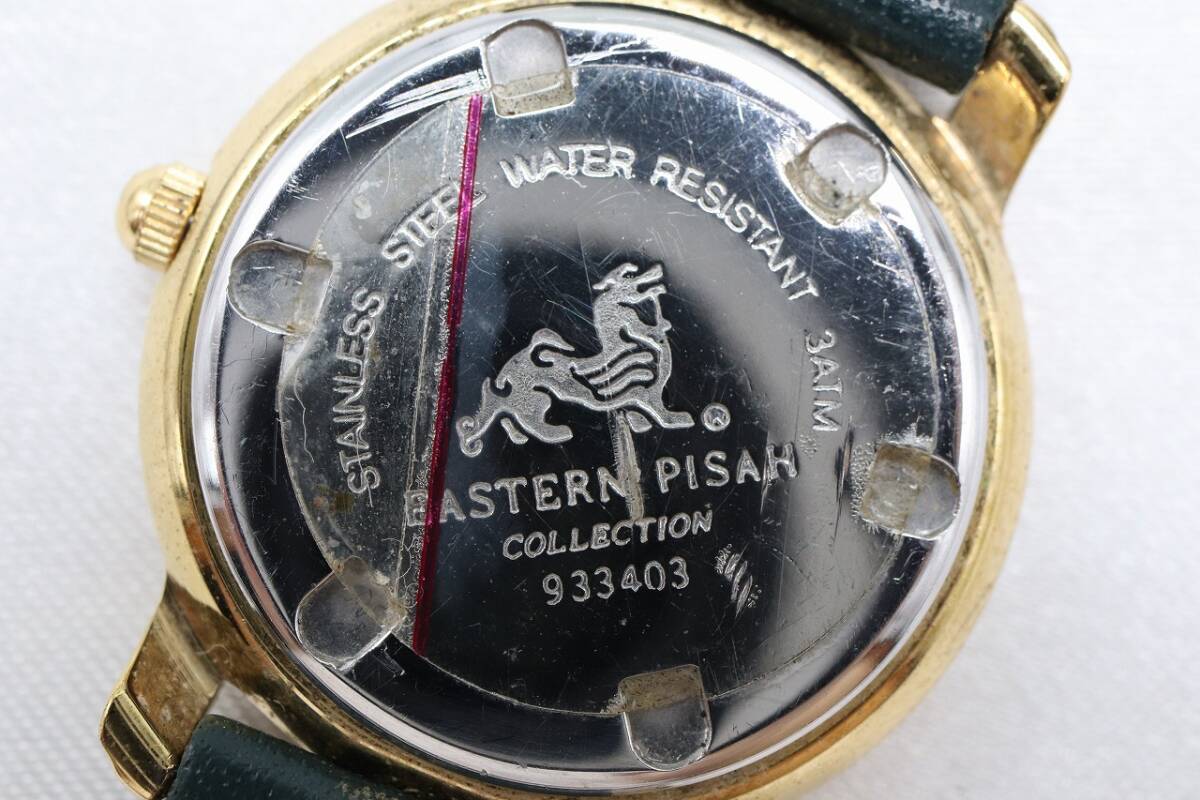 STAINLESS STEEL WATER RESISTANT 3ATM
EASTERN PISAH
COLLECTION
933403